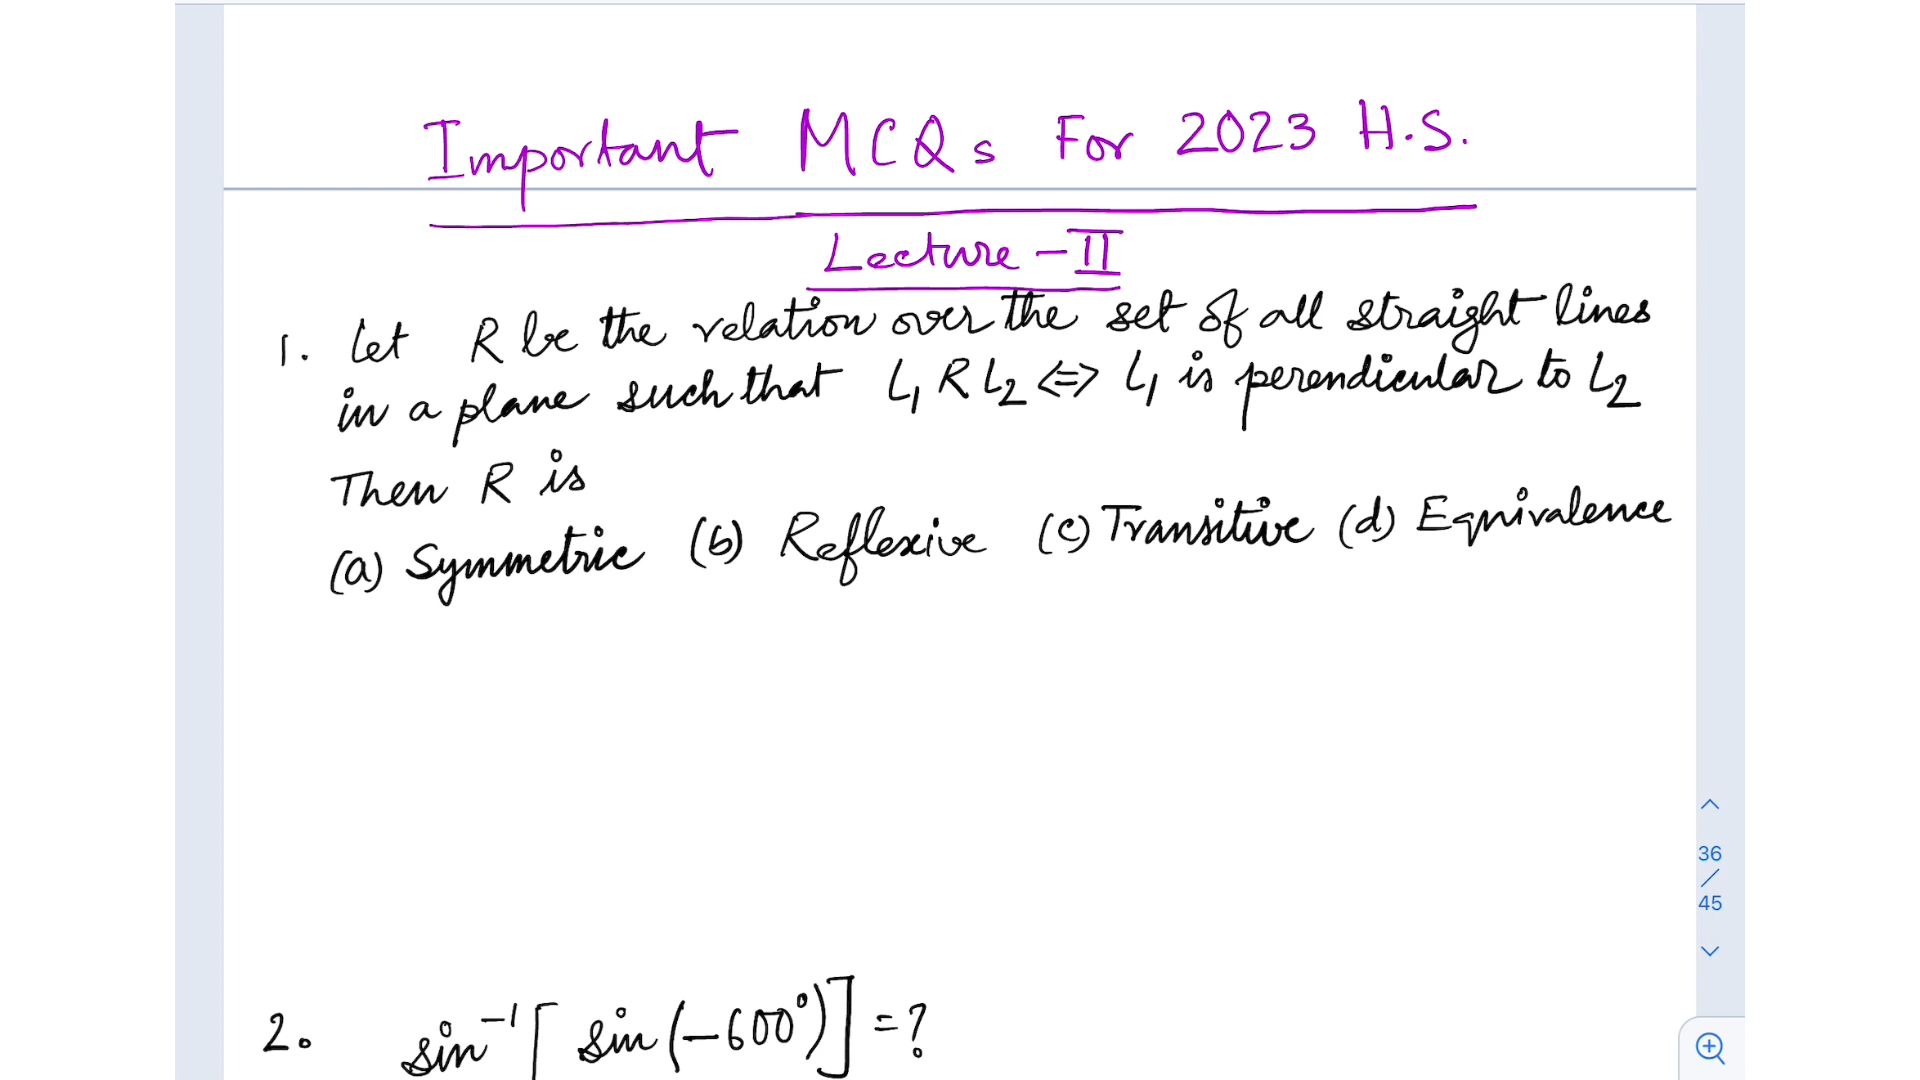 Important MCQs For 2023 H.S.
Lecture - II
1. Let R be the relation over the set of all straight lines
in a plane such that L₁ R L₂ <=> L₁ is perendicular to L₂
Then R is
(a) Symmetric (b) Reflexive (c) Transitive (d) Equivalence
36
/
45
2. sin⁻¹[ sin (-600°)] = ?